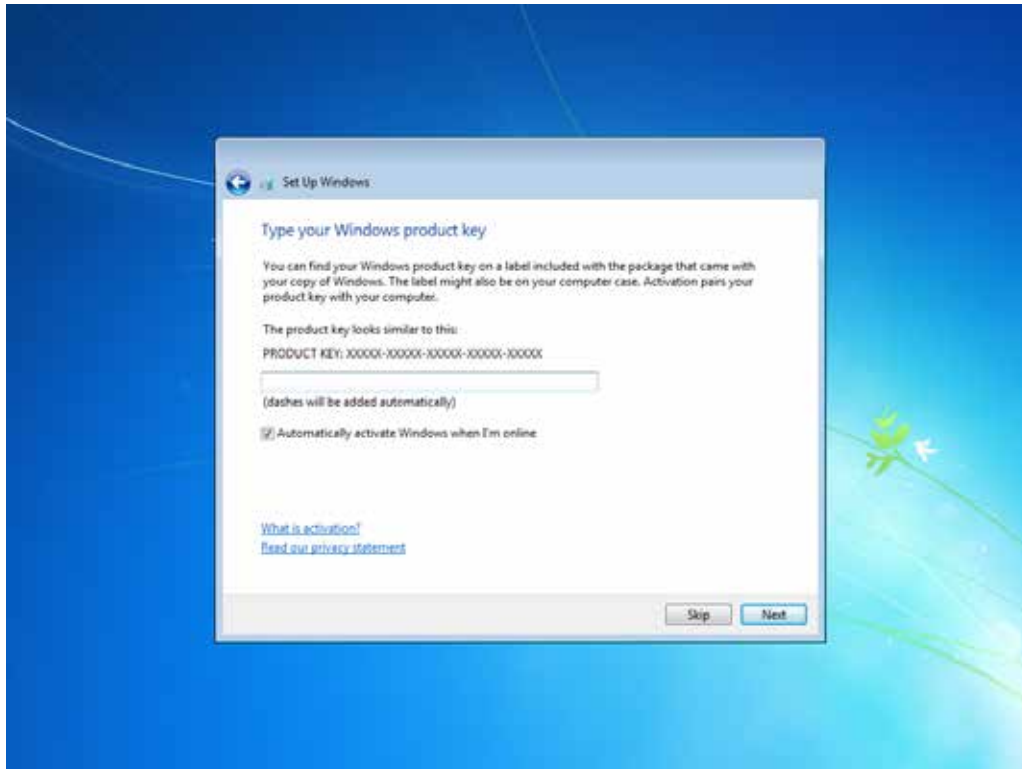 Set Up Windows
Type your Windows product key
You can find your Windows product key on a label included with the package that came with
your copy of Windows. The label might also be on your computer case. Activation pairs your
product key with your computer.
The product key looks similar to this:
PRODUCT KEY: XXXXX-XXXXX-XXXXX-XXXXX-XXXXX
(dashes will be added automatically)
Automatically activate Windows when I'm online
What is activation?
Read our privacy statement
Skip Next